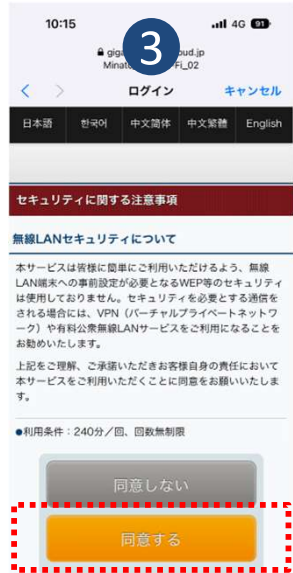 10:15
4G 91
3
ログイン
キャンセル
日本語 한국어 中文简体 中文繁體 English
セキュリティに関する注意事項
無線LANセキュリティについて
本サービスは皆様に簡単にご利用いただけるよう、無線
LAN端末への事前設定が必要となるWEP等のセキュリティ
は使用しておりません。セキュリティを必要とする通信を
される場合には、VPN（バーチャルプライベートネットワ
ーク）や有料公衆無線LANサービスをご利用になることを
お勧めいたします。
上記をご理解、ご承諾いただきお客様自身の責任において
本サービスをご利用いただくことに同意をお願いいたしま
す。
●利用条件：240分／回、回数無制限
同意しない
同意する